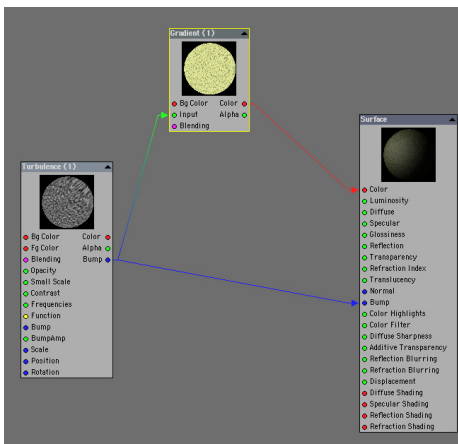 Gradient (1)
Bg Color Color
Input Alpha
Blending
Surface
Color
Luminosity
Diffuse
Specular
Glossiness
Reflection
Transparency
Refraction Index
Translucency
Normal
Bump
Color Highlights
Color Filter
Diffuse Sharpness
Additive Transparency
Reflection Blurring
Refraction Blurring
Displacement
Diffuse Shading
Specular Shading
Reflection Shading
Refraction Shading
Turbulence (1)
Bg Color Color
Fg Color Alpha
Blending Bump
Opacity
Small Scale
Contrast
Frequencies
Function
Bump
BumpAmp
Scale
Position
Rotation